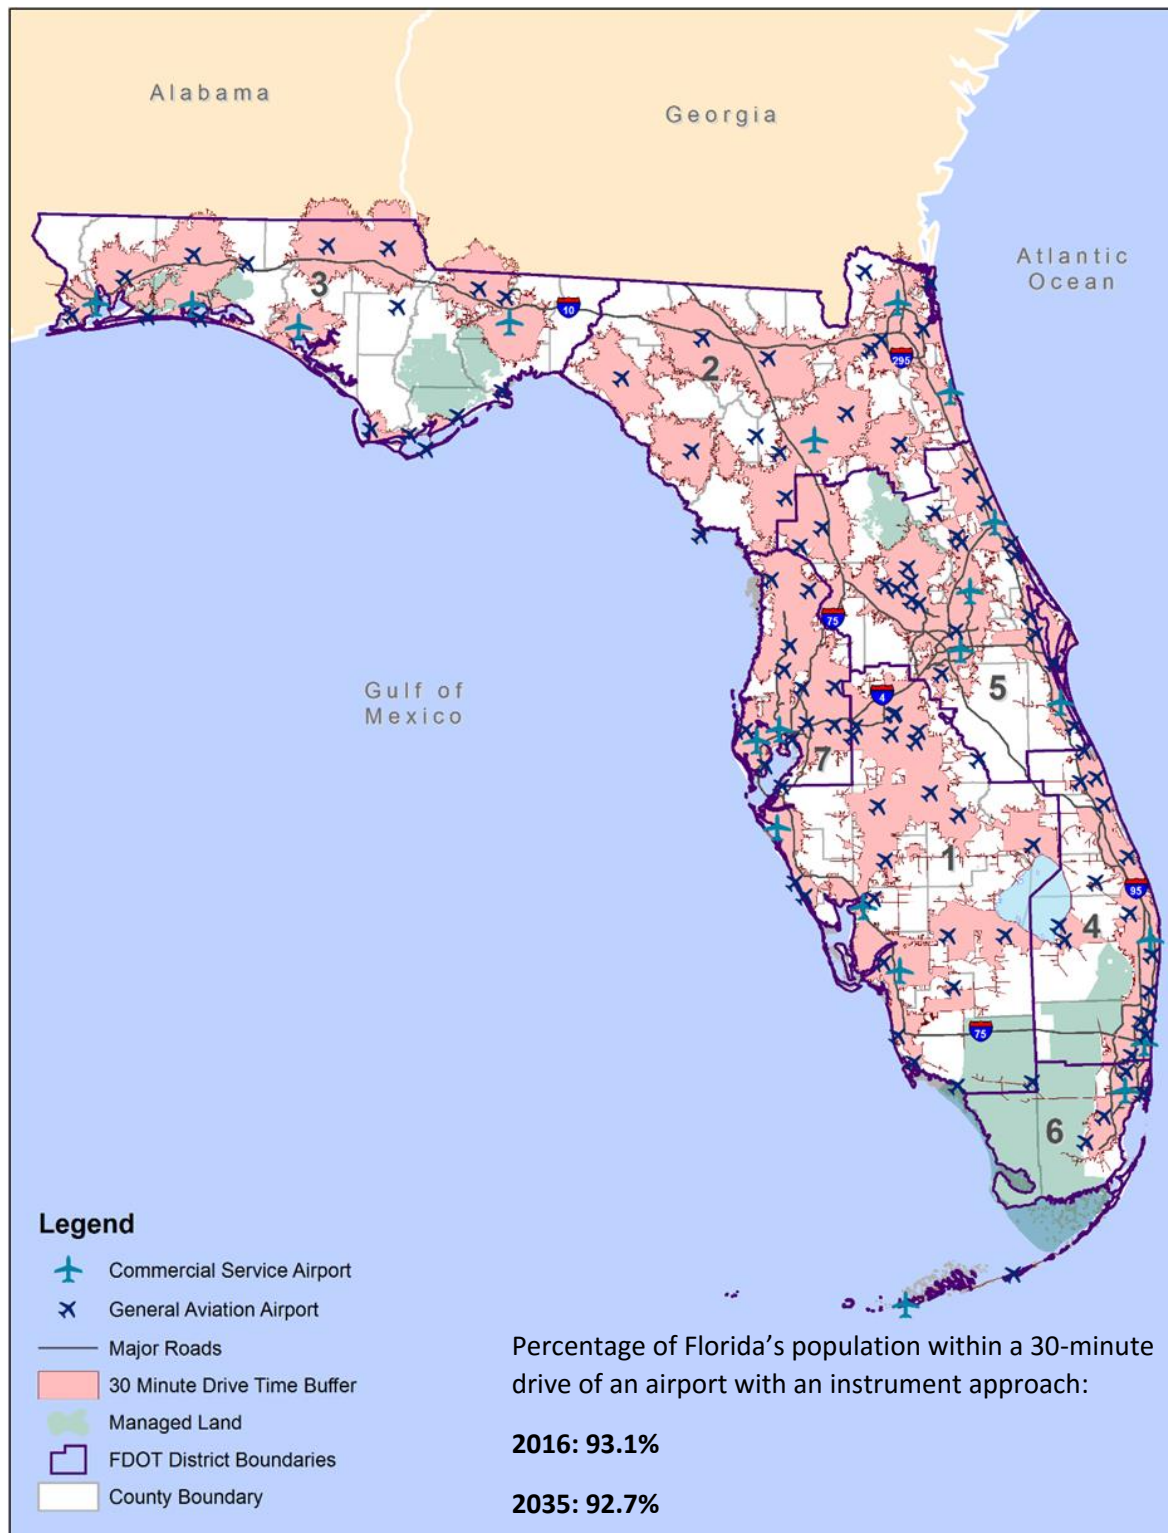 Alabama
Georgia
Atlantic
Ocean
3
10
2
295
75
Gulf of
Mexico
4
5
7
1
95
4
75
6
Legend
Commercial Service Airport
General Aviation Airport
Major Roads
30 Minute Drive Time Buffer
Managed Land
FDOT District Boundaries
County Boundary
Percentage of Florida’s population within a 30-minute
drive of an airport with an instrument approach:
2016: 93.1%
2035: 92.7%